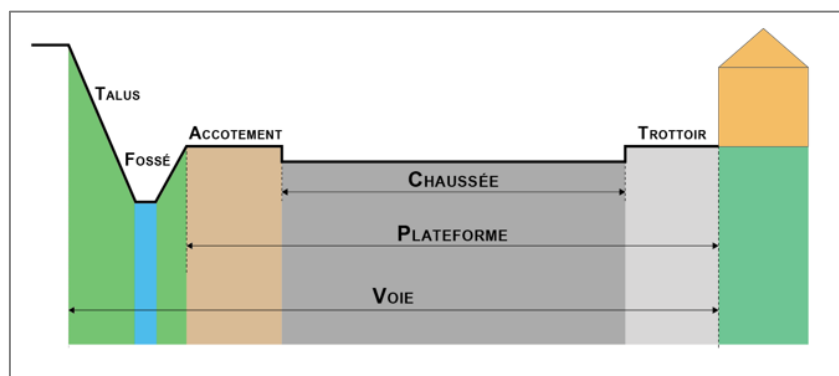 TALUS
ACCOTEMENT
TROTTOIR
FOSSÉ
CHAUSSÉE
PLATEFORME
VOIE